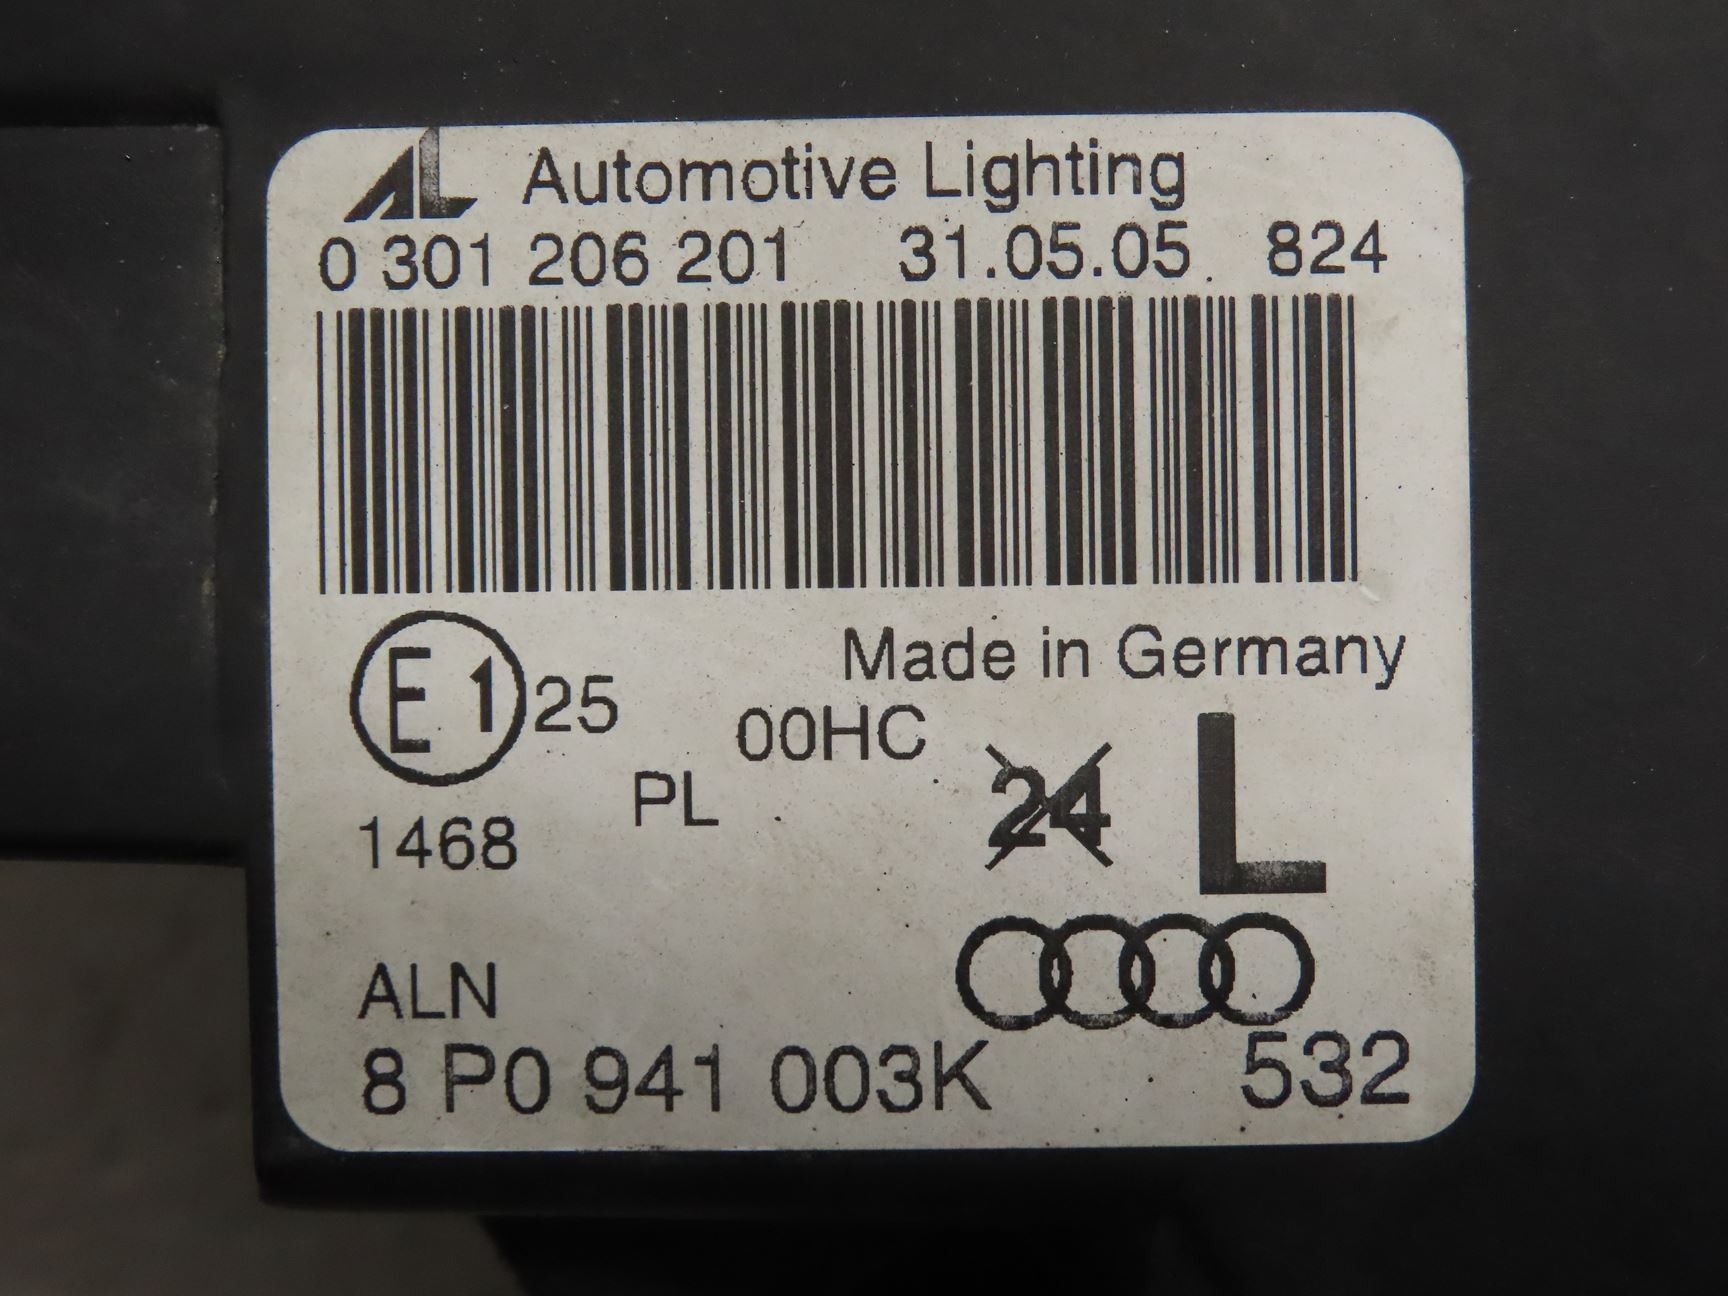 AL Automotive Lighting
0 301 206 201 31.05.05 824
Made in Germany
E1 25
00HC
PL
24
L
1468
ALN
8 P0 941 003K 532